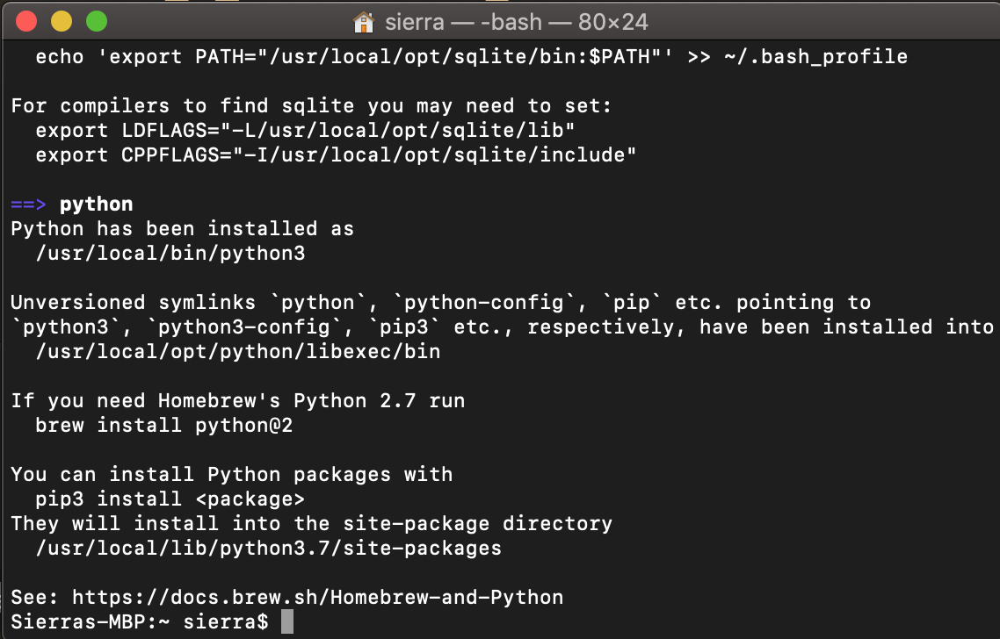 sierra — -bash — 80×24
echo 'export PATH="/usr/local/opt/sqlite/bin:$PATH"' >> ~/.bash_profile
For compilers to find sqlite you may need to set:
export LDFLAGS="-L/usr/local/opt/sqlite/lib"
export CPPFLAGS="-I/usr/local/opt/sqlite/include"
==> python
Python has been installed as
/usr/local/bin/python3
Unversioned symlinks `python`, `python-config`, `pip` etc. pointing to
`python3`, `python3-config`, `pip3` etc., respectively, have been installed into
/usr/local/opt/python/libexec/bin
If you need Homebrew's Python 2.7 run
brew install python@2
You can install Python packages with
pip3 install <package>
They will install into the site-package directory
/usr/local/lib/python3.7/site-packages
See: https://docs.brew.sh/Homebrew-and-Python
Sierras-MBP:~ sierra$